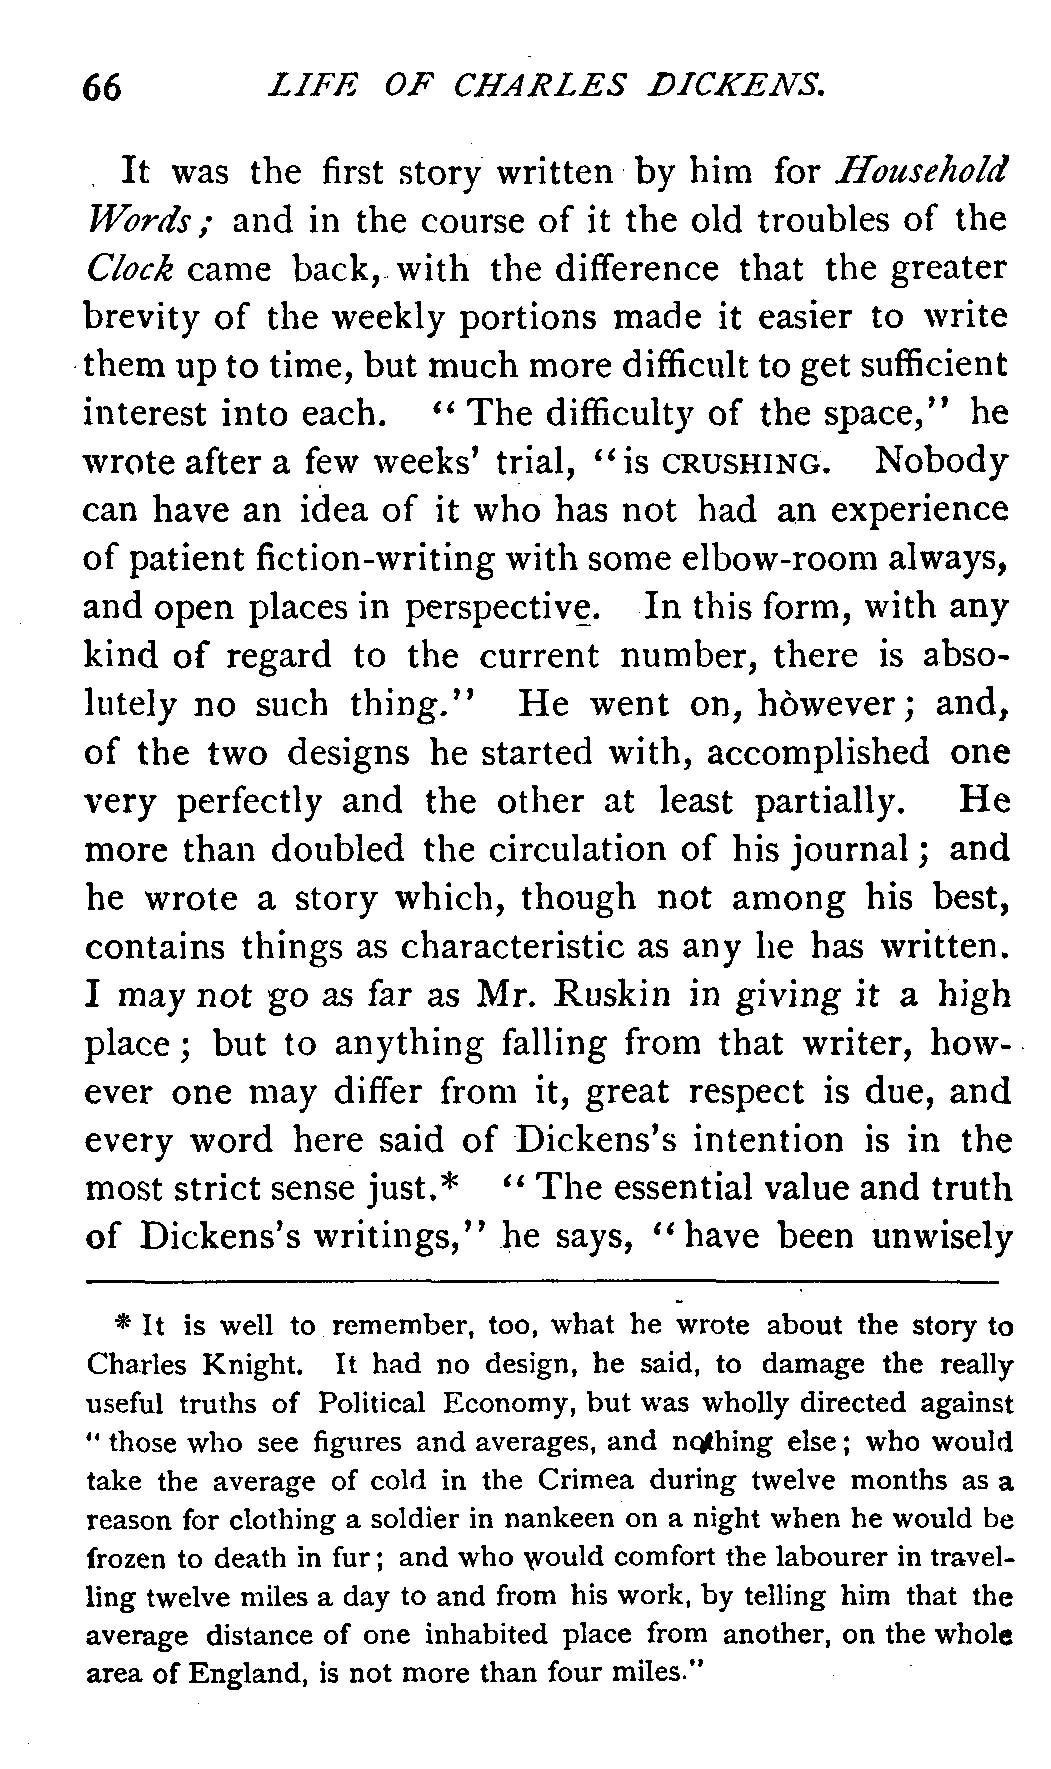 66 LIFE OF CHARLES DICKENS.
It was the first story written by him for Household
Words; and in the course of it the old troubles of the
Clock came back, with the difference that the greater
brevity of the weekly portions made it easier to write
them up to time, but much more difficult to get sufficient
interest into each. “The difficulty of the space,” he
wrote after a few weeks’ trial, “is CRUSHING. Nobody
can have an idea of it who has not had an experience
of patient fiction-writing with some elbow-room always,
and open places in perspective. In this form, with any
kind of regard to the current number, there is abso-
lutely no such thing.” He went on, however; and,
of the two designs he started with, accomplished one
very perfectly and the other at least partially. He
more than doubled the circulation of his journal; and
he wrote a story which, though not among his best,
contains things as characteristic as any he has written.
I may not go as far as Mr. Ruskin in giving it a high
place; but to anything falling from that writer, how-
ever one may differ from it, great respect is due, and
every word here said of Dickens’s intention is in the
most strict sense just.* “The essential value and truth
of Dickens’s writings,” he says, “have been unwisely
* It is well to remember, too, what he wrote about the story to
Charles Knight. It had no design, he said, to damage the really
useful truths of Political Economy, but was wholly directed against
“those who see figures and averages, and nothing else; who would
take the average of cold in the Crimea during twelve months as a
reason for clothing a soldier in nankeen on a night when he would be
frozen to death in fur; and who would comfort the labourer in travel-
ling twelve miles a day to and from his work, by telling him that the
average distance of one inhabited place from another, on the whole
area of England, is not more than four miles.”